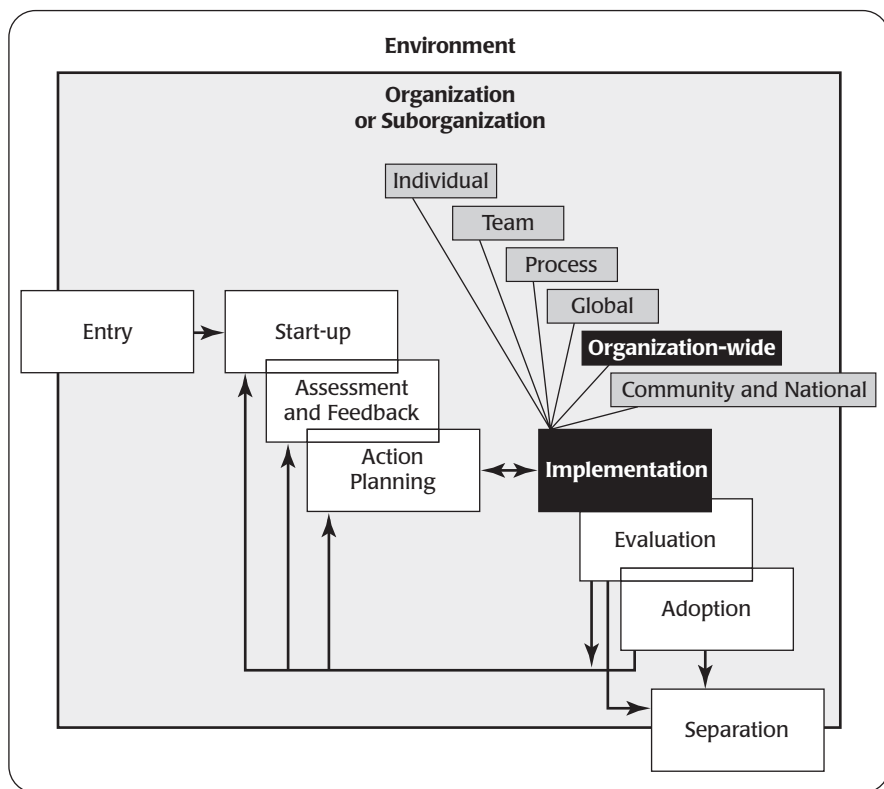 Environment
Organization
or Suborganization
Individual
Team
Process
Global
Organization-wide
Community and National
Entry
Start-up
Assessment
and Feedback
Action
Planning
Implementation
Evaluation
Adoption
Separation